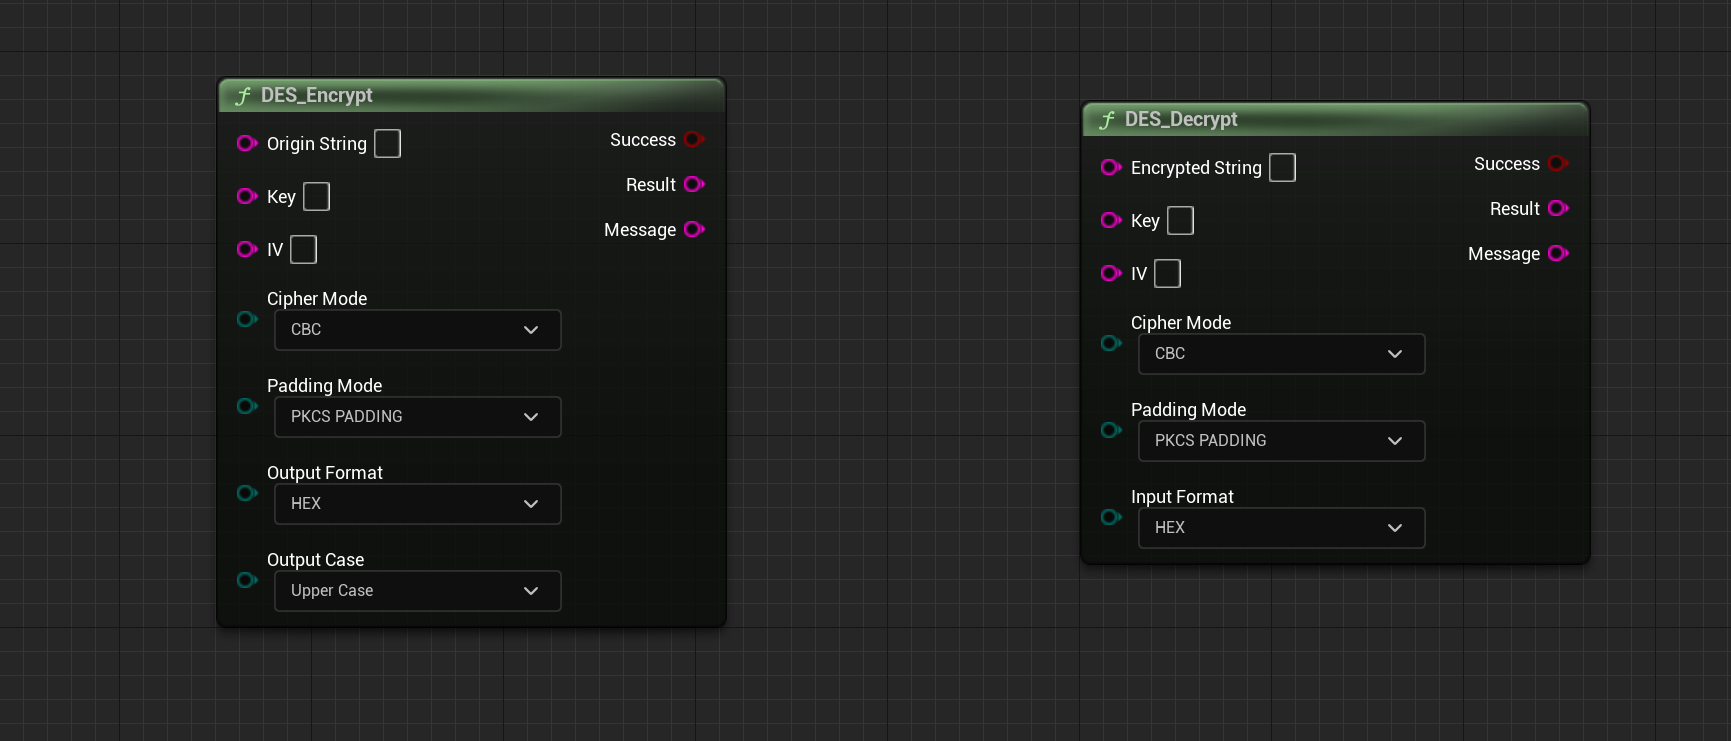 DES_Encrypt
Origin String
Success
Key
Result
IV
Message
Cipher Mode
CBC
Padding Mode
PKCS PADDING
Output Format
HEX
Output Case
Upper Case
DES_Decrypt
Encrypted String
Success
Key
Result
IV
Message
Cipher Mode
CBC
Padding Mode
PKCS PADDING
Input Format
HEX